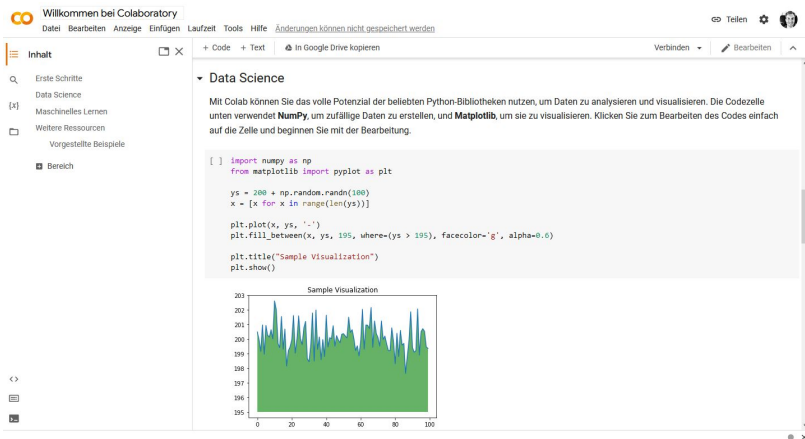 Willkommen bei Colaboratory
Datei Bearbeiten Anzeige Einfügen Laufzeit Tools Hilfe Änderungen können nicht gespeichert werden
Teilen
Inhalt
Erste Schritte
Data Science
Maschinelles Lernen
Weitere Ressourcen
Vorgestellte Beispiele
Bereich
+ Code + Text In Google Drive kopieren
Verbinden Bearbeiten
Data Science
Mit Colab können Sie das volle Potenzial der beliebten Python-Bibliotheken nutzen, um Daten zu analysieren und visualisieren. Die Codezelle
unten verwendet NumPy, um zufällige Daten zu erstellen, und Matplotlib, um sie zu visualisieren. Klicken Sie zum Bearbeiten des Codes einfach
auf die Zelle und beginnen Sie mit der Bearbeitung.
[ ] import numpy as np
from matplotlib import pyplot as plt
ys = 200 + np.random.randn(100)
x = [x for x in range(len(ys))]
plt.plot(x, ys, '-')
plt.fill_between(x, ys, 195, where=(ys > 195), facecolor='g', alpha=0.6)
plt.title("Sample Visualization")
plt.show()
Sample Visualization
203
202
201
200
199
198
197
196
195
0 20 40 60 80 100